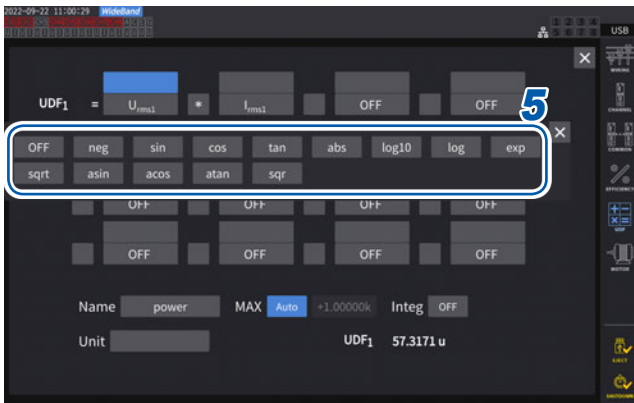 2022-09-22 11:00:29 WideBand
USB
WIRING
UDF1 = Urms1 * Irms1 OFF OFF
5
CHANNEL
OFF neg sin cos tan abs log10 log exp
COMMON
sqrt asin acos atan sqr
EFFICIENCY
OFF OFF OFF OFF
UDF
OFF OFF OFF OFF
MOTOR
Name power MAX Auto +1.00000k Integ OFF
Unit UDF1 57.3171 u
EJECT
SHUTDOWN